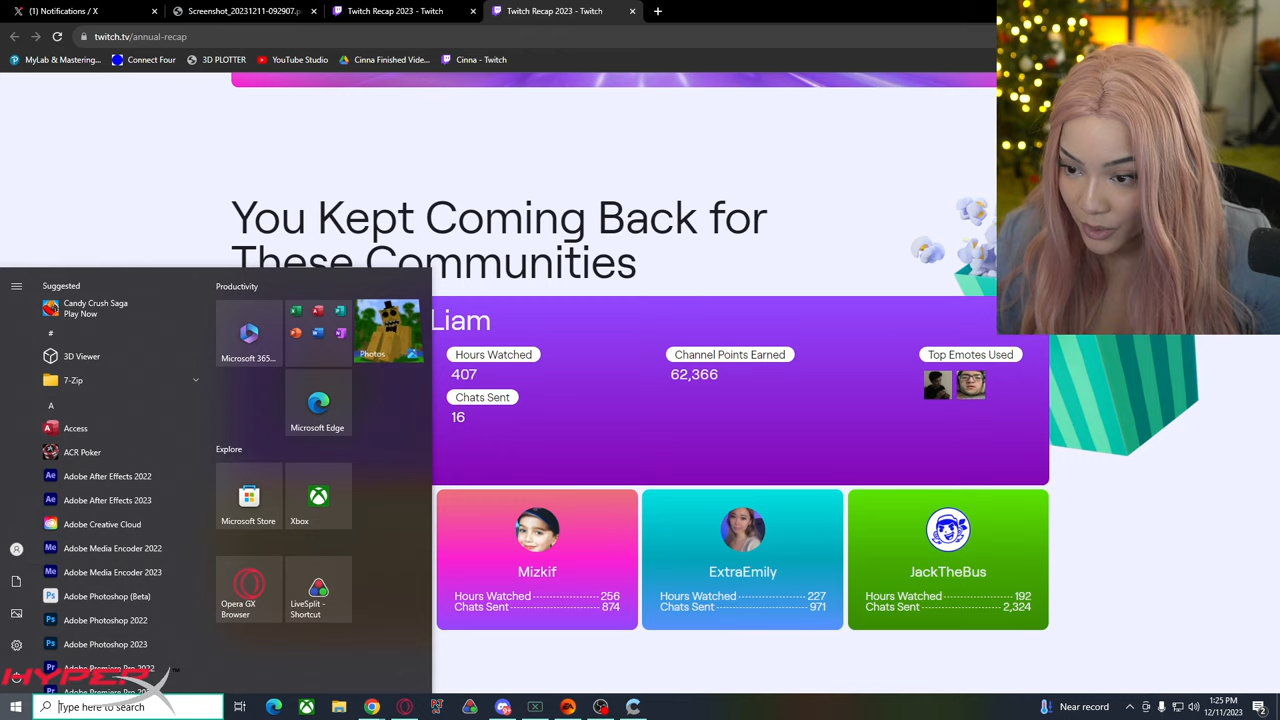 (1) Notifications / X
Screenshot_20231211-092907.p
Twitch Recap 2023 - Twitch
Twitch Recap 2023 - Twitch
twitch.tv/annual-recap
MyLab & Mastering...
Connect Four
3D PLOTTER
YouTube Studio
Cinna Finished Vide...
Cinna - Twitch
You Kept Coming Back for
These Communities
Liam
Hours Watched
407
Chats Sent
16
Channel Points Earned
62,366
Top Emotes Used
Mizkif
Hours Watched 256
Chats Sent 874
ExtraEmily
Hours Watched 227
Chats Sent 971
JackTheBus
Hours Watched 192
Chats Sent 2,324
Suggested
Candy Crush Saga
Play Now
#
3D Viewer
7-Zip
A
Access
ACR Poker
Adobe After Effects 2022
Adobe After Effects 2023
Adobe Creative Cloud
Adobe Media Encoder 2022
Adobe Media Encoder 2023
Adobe Photoshop (Beta)
Adobe Photoshop 2022
Adobe Photoshop 2023
Adobe Premiere Pro 2022
Productivity
Microsoft 365...
Photos
Microsoft Edge
Explore
Microsoft Store
Xbox
Opera GX
Browser
LiveSplit -
Shortcut
HYPERX™
Type here to search
Near record
1:25 PM
12/11/2023
2